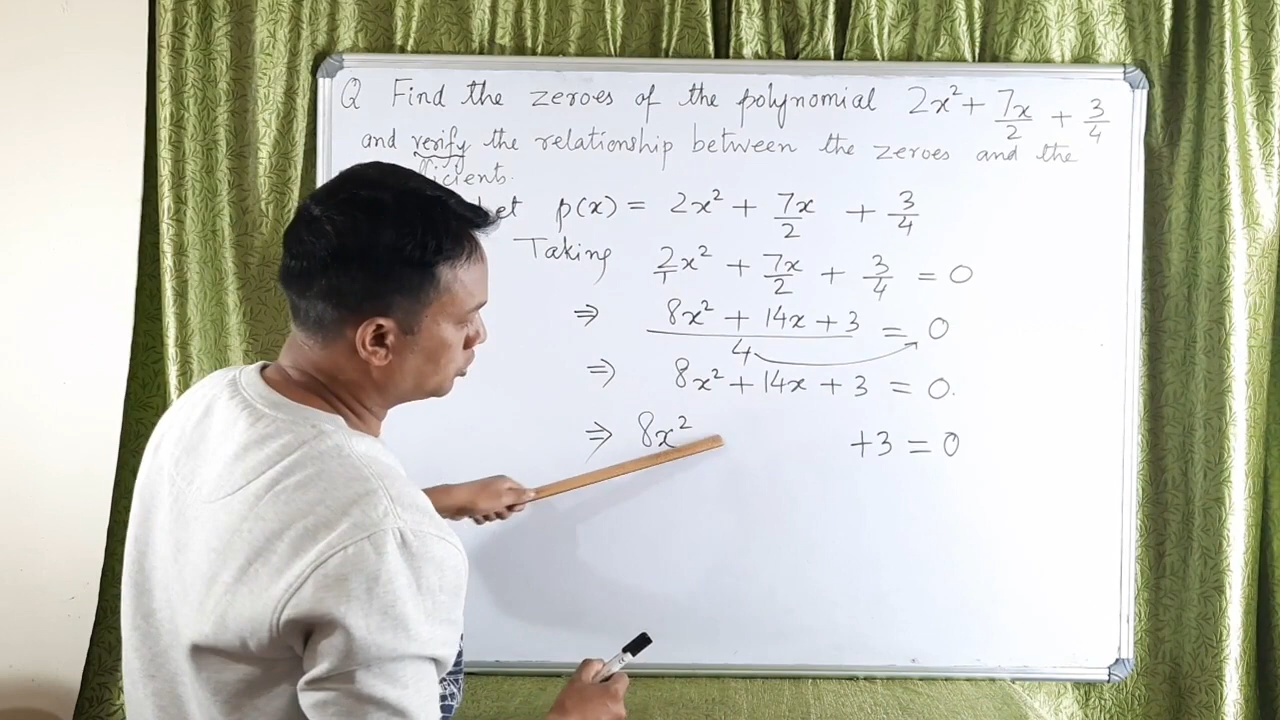 Q Find the zeroes of the polynomial 2x² + 7x/2 + 3/4
and verify the relationship between the zeroes and the
p(x) = 2x² + 7x/2 + 3/4
Taking 2/1 x² + 7x/2 + 3/4 = 0
⇒ (8x² + 14x + 3)/4 = 0
⇒ 8x² + 14x + 3 = 0.
⇒ 8x² +3 = 0